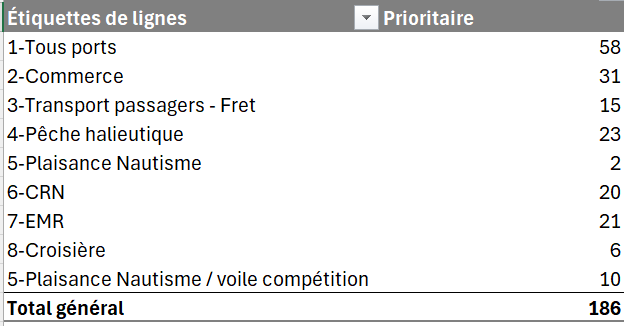 Étiquettes de lignes Prioritaire
1-Tous ports 58
2-Commerce 31
3-Transport passagers - Fret 15
4-Pêche halieutique 23
5-Plaisance Nautisme 2
6-CRN 20
7-EMR 21
8-Croisière 6
5-Plaisance Nautisme / voile compétition 10
Total général 186